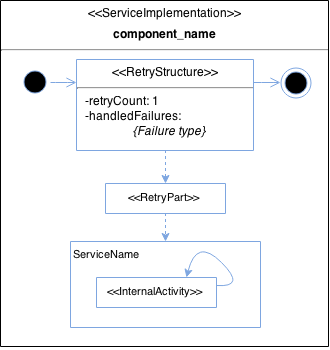 <<ServiceImplementation>>
component_name
<<RetryStructure>>
-retryCount: 1
-handledFailures:
{Failure type}
<<RetryPart>>
ServiceName
<<InternalActivity>>